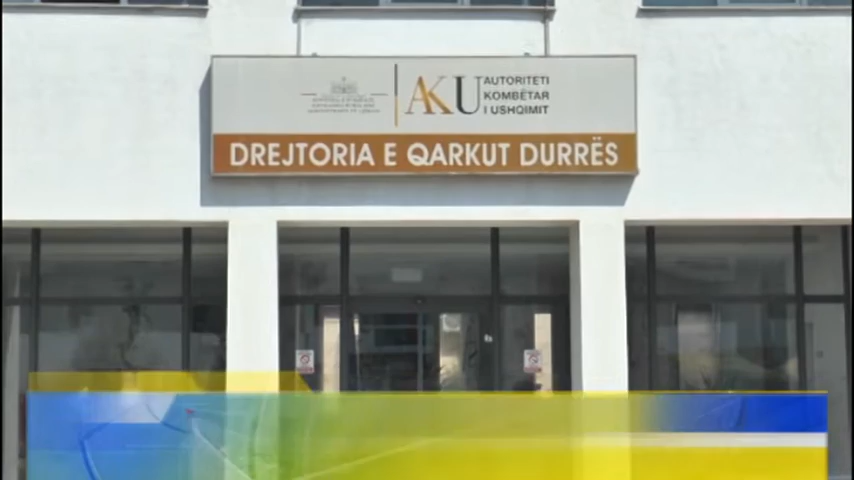 AKU
AUTORITETI
KOMBËTAR
I USHQIMIT
DREJTORIA E QARKUT DURRËS